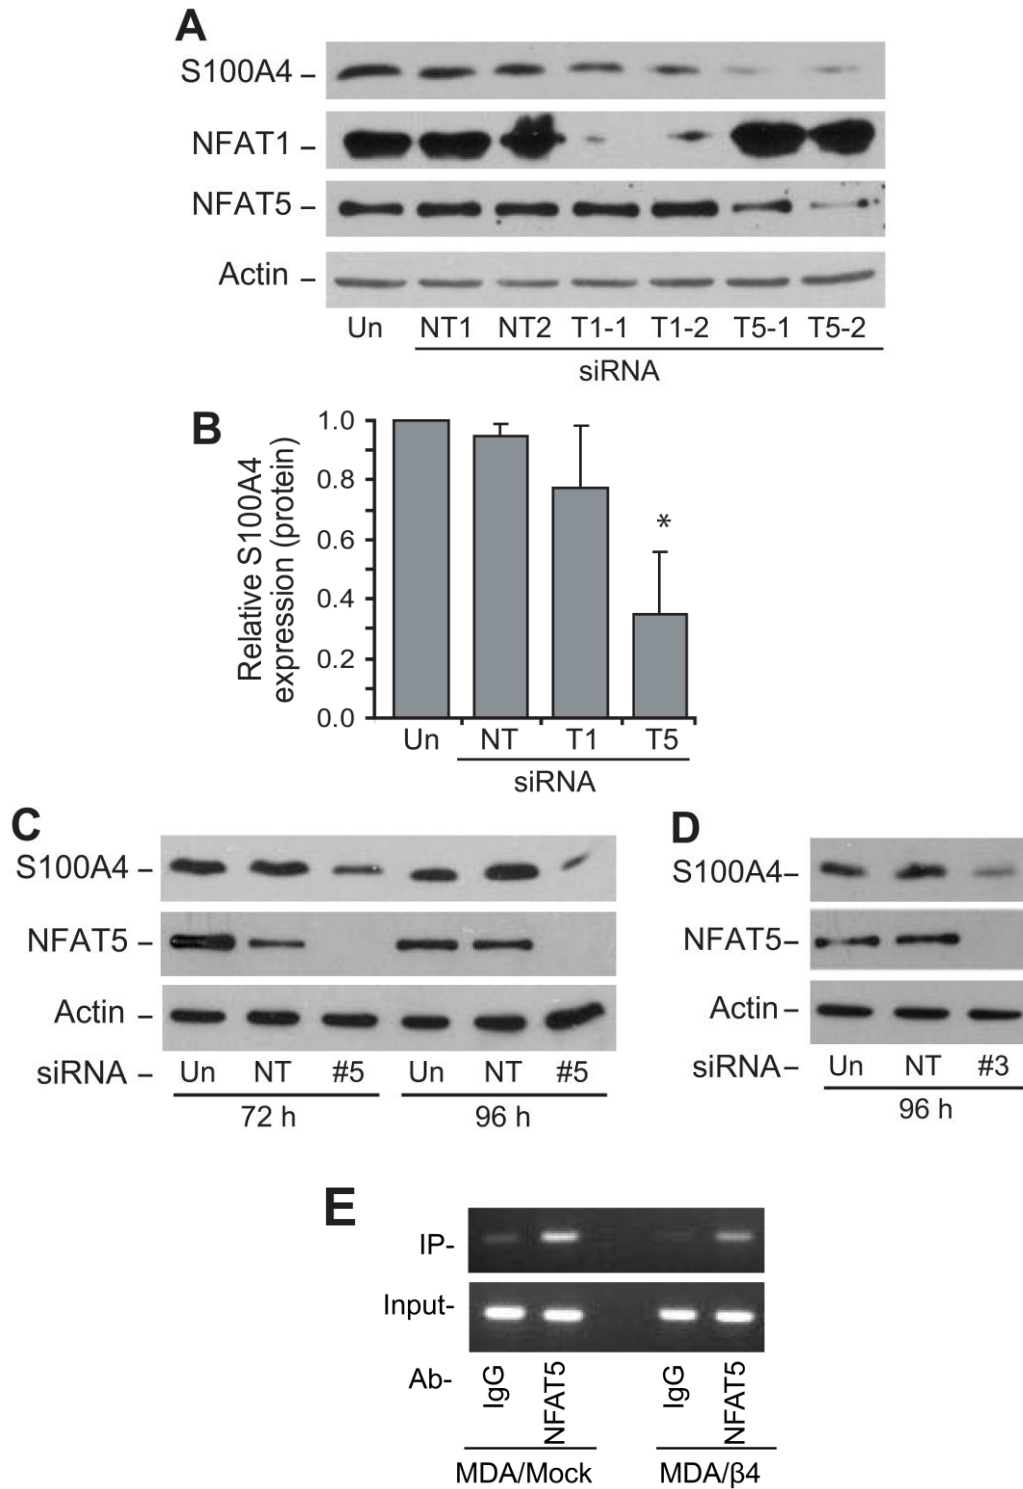 A
S100A4 –
NFAT1 –
NFAT5 –
Actin –
Un NT1 NT2 T1-1 T1-2 T5-1 T5-2
siRNA
B
Relative S100A4
expression (protein)
1.0
0.8
0.6
0.4
0.2
0.0
*
Un NT T1 T5
siRNA
C
S100A4 –
NFAT5 –
Actin –
siRNA – Un NT #5 Un NT #5
72 h 96 h
D
S100A4–
NFAT5–
Actin –
siRNA– Un NT #3
96 h
E
IP-
Input-
Ab- IgG NFAT5 IgG NFAT5
MDA/Mock MDA/β4